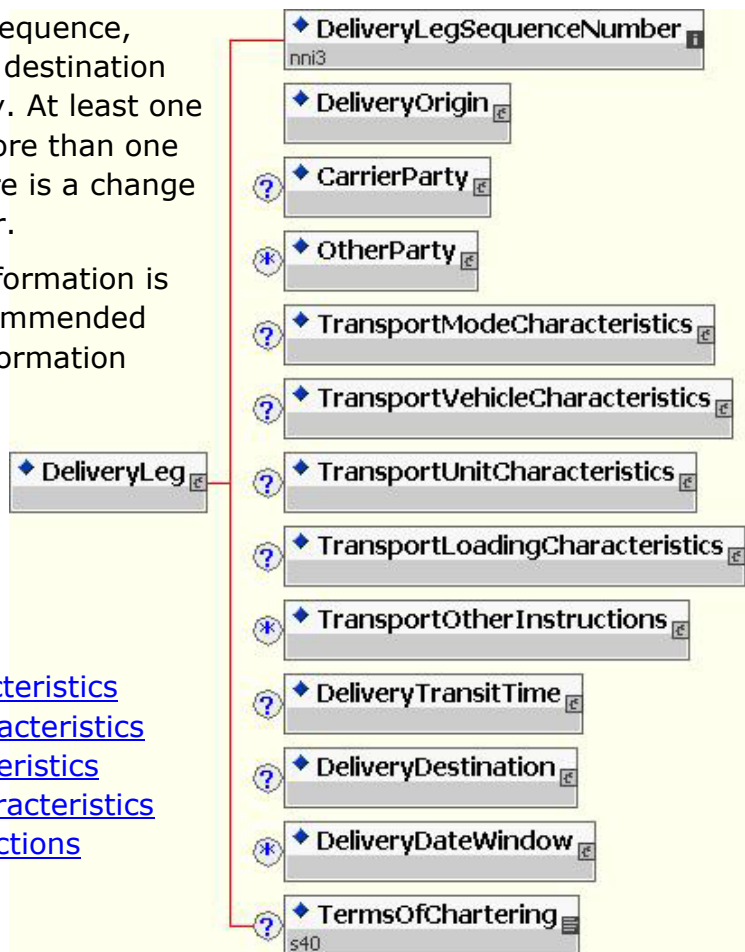 equence,
destination
y. At least one
ore than one
re is a change
r.
formation is
ommended
ormation
DeliveryLeg
cteristics
acteristics
eristics
racteristics
ctions
DeliveryLegSequenceNumber
nni3
DeliveryOrigin
? CarrierParty
* OtherParty
? TransportModeCharacteristics
? TransportVehicleCharacteristics
? TransportUnitCharacteristics
? TransportLoadingCharacteristics
* TransportOtherInstructions
? DeliveryTransitTime
? DeliveryDestination
* DeliveryDateWindow
? TermsOfChartering
s40